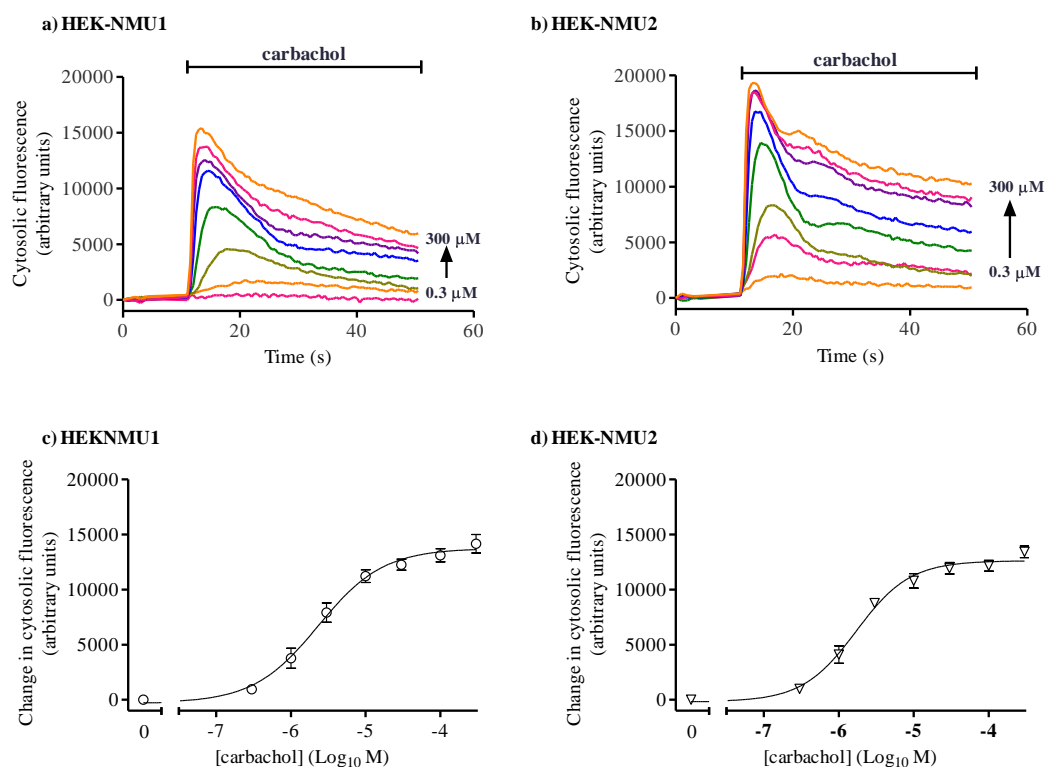 a) HEK-NMU1
carbachol
20000
15000
10000
5000
0
Cytosolic fluorescence
(arbitrary units)
300 µM
0.3 µM
0
20
40
60
Time (s)
b) HEK-NMU2
carbachol
20000
15000
10000
5000
0
Cytosolic fluorescence
(arbitrary units)
300 µM
0.3 µM
0
20
40
60
Time (s)
c) HEKNMU1
20000
15000
10000
5000
0
Change in cytosolic fluorescence
(arbitrary units)
0
-7
-6
-5
-4
[carbachol] (Log10 M)
d) HEK-NMU2
20000
15000
10000
5000
0
Change in cytosolic fluorescence
(arbitrary units)
0
-7
-6
-5
-4
[carbachol] (Log10 M)